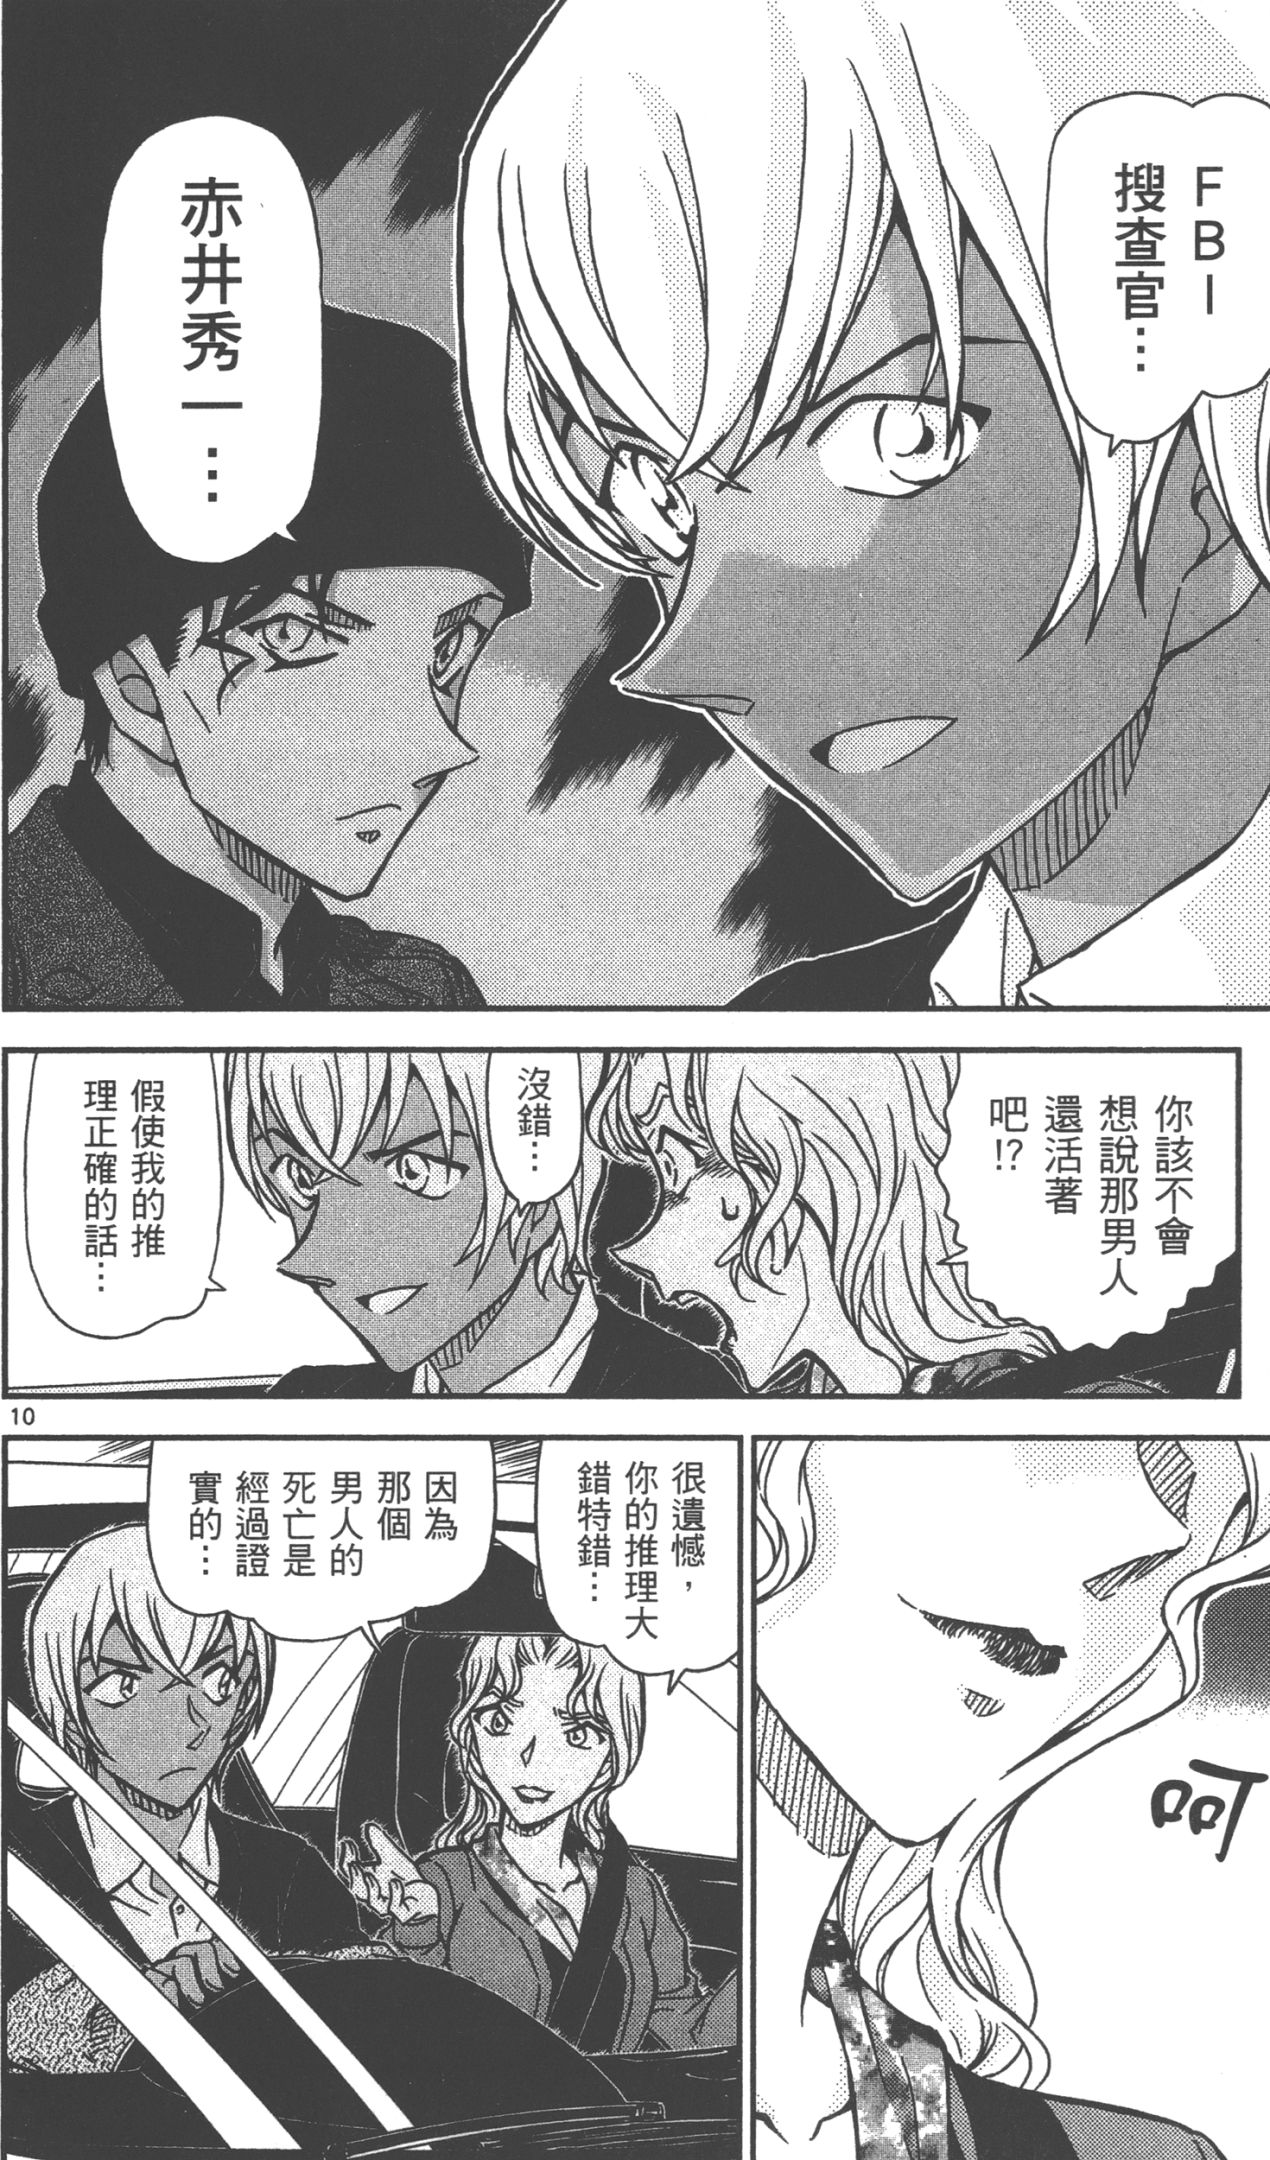 FBI
搜查官…
赤井秀一…
你該不會
想說那男人
還活著
吧!?
沒錯…
假使我的推
理正確的話…
10
呵
很遺憾，
你的推理大
錯特錯…
因為
那個
男人的
死亡是
經過證
實的…